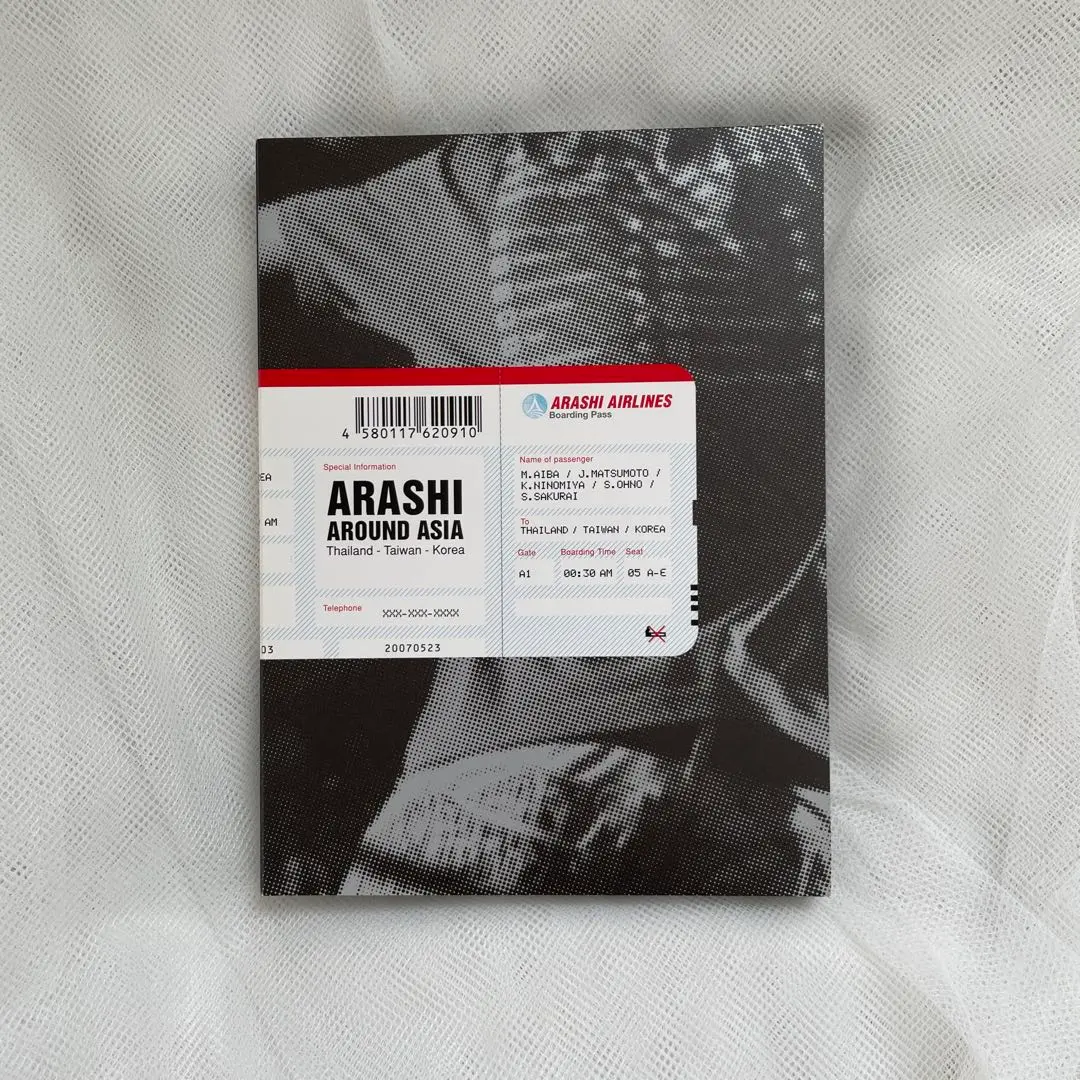 4 580117 620910
EA
AM
03
Special Information
ARASHI
AROUND ASIA
Thailand - Taiwan - Korea
Telephone
XXX-XXX-XXXX
20070523
ARASHI AIRLINES
Boarding Pass
Name of passenger
M.AIBA / J.MATSUMOTO /
K.NINOMIYA / S.OHNO /
S.SAKURAI
To
THAILAND / TAIWAN / KOREA
Gate Boarding Time Seat
A1 00:30 AM 05 A-E